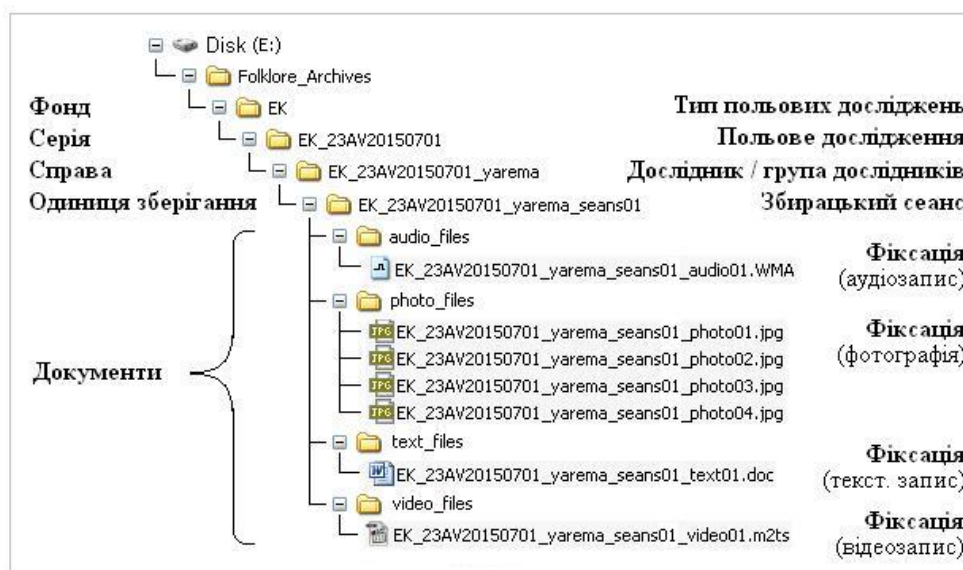 Disk (E:)
Folklore_Archives
Фонд EK Тип польових досліджень
Серія EK_23AV20150701 Польове дослідження
Справа EK_23AV20150701_yarema Дослідник / група дослідників
Одиниця зберігання EK_23AV20150701_yarema_seans01 Збирацький сеанс
audio_files
Фіксація
EK_23AV20150701_yarema_seans01_audio01.WMA
(аудіозапис)
photo_files
EK_23AV20150701_yarema_seans01_photo01.jpg Фіксація
EK_23AV20150701_yarema_seans01_photo02.jpg (фотографія)
Документи EK_23AV20150701_yarema_seans01_photo03.jpg
EK_23AV20150701_yarema_seans01_photo04.jpg
text_files
Фіксація
EK_23AV20150701_yarema_seans01_text01.doc (текст. запис)
video_files
Фіксація
EK_23AV20150701_yarema_seans01_video01.m2ts
(відеозапис)